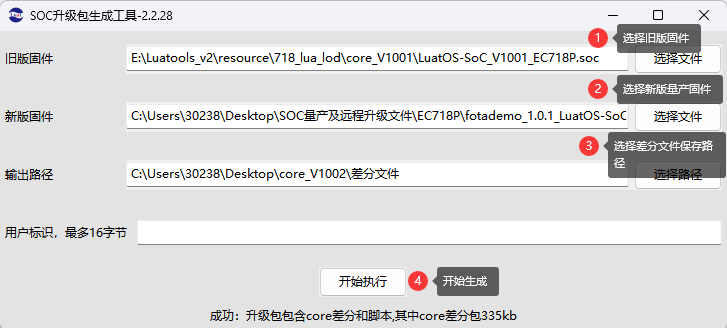 SOC升级包生成工具-2.2.28
1 选择旧版固件
旧版固件 E:\Luatools_v2\resource\718_lua_lod\core_V1001\LuatOS-SoC_V1001_EC718P.soc 选择文件
2 选择新版量产固件
新版固件 C:\Users\30238\Desktop\SOC量产及远程升级文件\EC718P\fotademo_1.0.1_LuatOS-SoC 选择文件
3 选择差分文件保存路
径
输出路径 C:\Users\30238\Desktop\core_V1002\差分文件 选择路径
用户标识，最多16字节
开始执行 4 开始生成
成功：升级包包含core差分和脚本,其中core差分包335kb